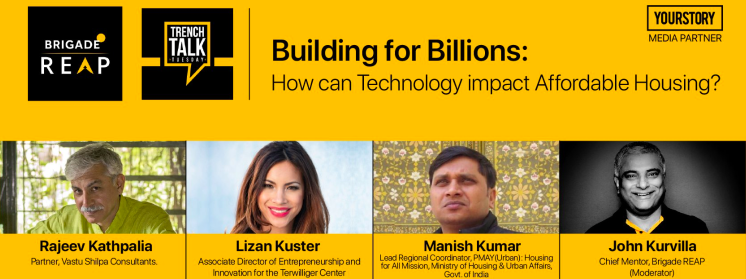 BRIGADE
REAP
TRENCH
TALK
TUESDAY
Building for Billions:
How can Technology impact Affordable Housing?
YOURSTORY
MEDIA PARTNER
Rajeev Kathpalia
Partner, Vastu Shilpa Consultants.
Lizan Kuster
Associate Director of Entrepreneurship and
Innovation for the Terwilliger Center
Manish Kumar
Lead Regional Coordinator, PMAY(Urban): Housing
for All Mission, Ministry of Housing & Urban Affairs,
Govt. of India
John Kurvilla
Chief Mentor, Brigade REAP
(Moderator)